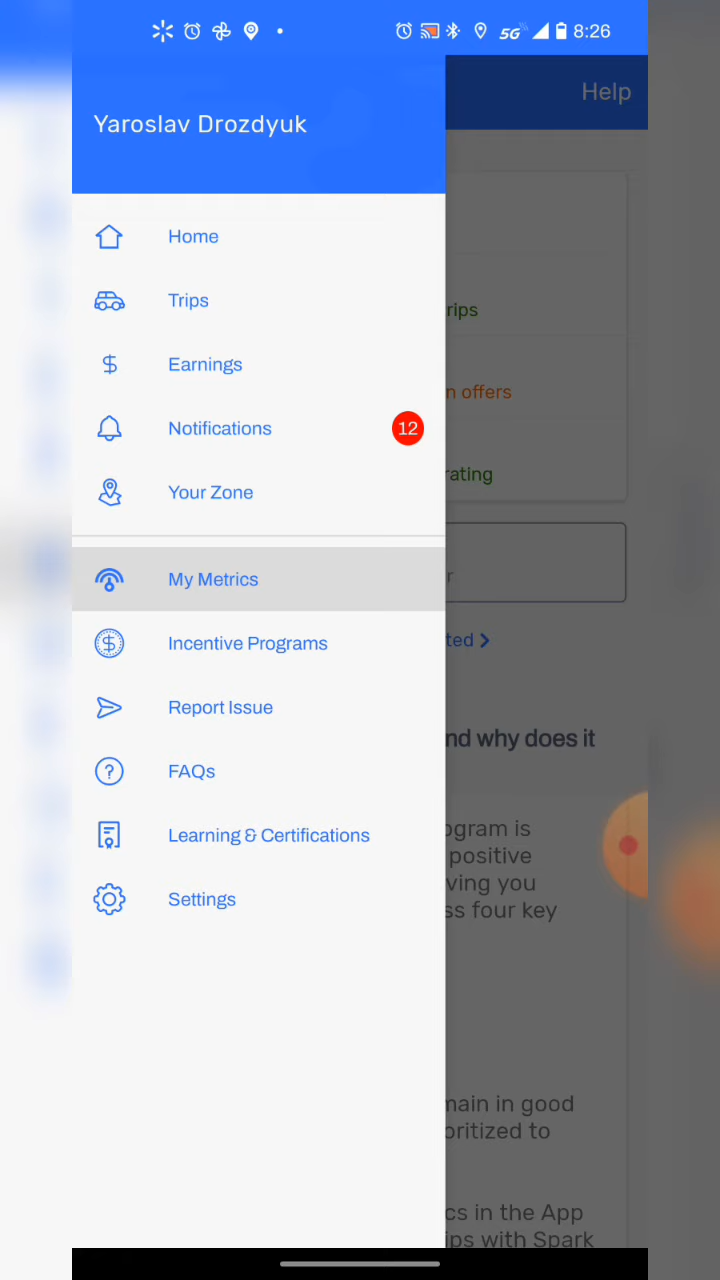 5G 8:26
Help
Yaroslav Drozdyuk
Home
Trips
rips
Earnings
n offers
Notifications 12
rating
Your Zone
My Metrics
r
Incentive Programs
ted
Report Issue
nd why does it
FAQs
ogram is
Learning & Certifications
positive
ving you
Settings
ss four key
main in good
oritized to
cs in the App
ips with Spark